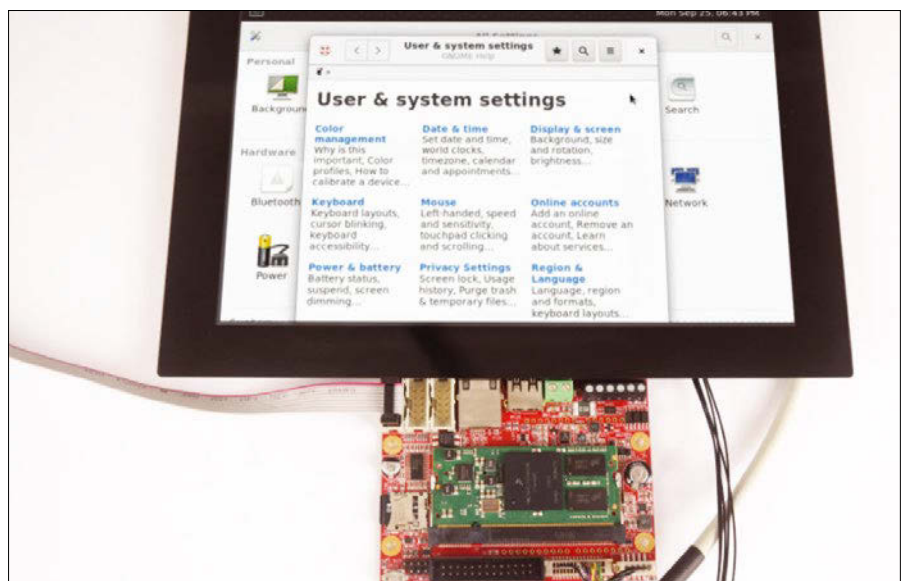 Mon Sep 25, 06:43 PM
All Settings
User & system settings
GNOME Help
Personal
User & system settings
Background
Search
Color
management
Why is this
important, Color
profiles, How to
calibrate a device...
Date & time
Set date and time,
world clocks,
timezone, calendar
and appointments...
Display & screen
Background, size
and rotation,
brightness...
Hardware
Bluetooth
Network
Keyboard
Keyboard layouts,
cursor blinking,
keyboard
accessibility...
Mouse
Left-handed, speed
and sensitivity,
touchpad clicking
and scrolling...
Online accounts
Add an online
account, Remove an
account, Learn
about services...
Power
Power & battery
Battery status,
suspend, screen
dimming...
Privacy Settings
Screen lock, Usage
history, Purge trash
& temporary files...
Region &
Language
Language, region
and formats,
keyboard layouts...